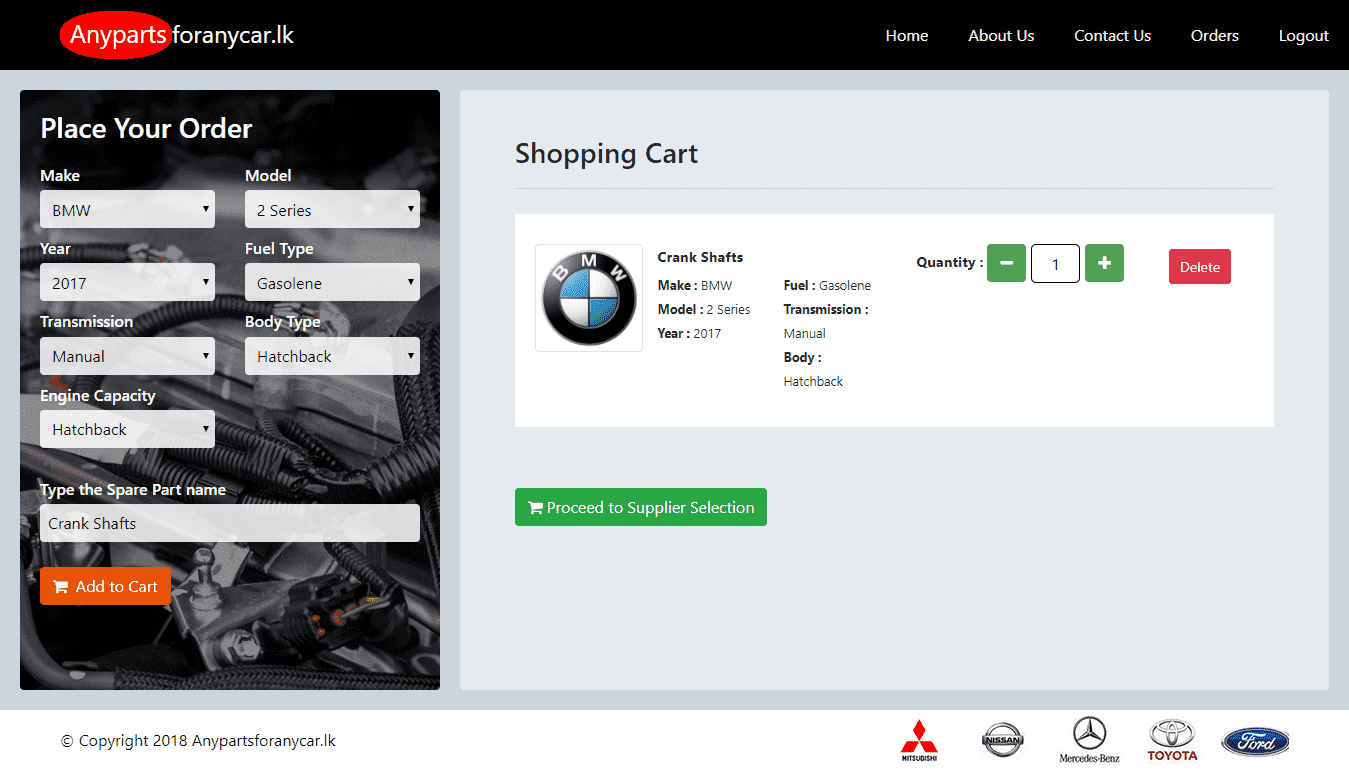 Anypartsforanycar.lk
Home About Us Contact Us Orders Logout
Place Your Order
Make Model
BMW 2 Series
Year Fuel Type
2017 Gasolene
Transmission Body Type
Manual Hatchback
Engine Capacity
Hatchback
Type the Spare Part name
Crank Shafts
Add to Cart
Shopping Cart
BMW
Crank Shafts
Make : BMW
Model : 2 Series
Year : 2017
Fuel : Gasolene
Transmission :
Manual
Body :
Hatchback
Quantity : 1
Delete
Proceed to Supplier Selection
© Copyright 2018 Anypartsforanycar.lk
MITSUBISHI
NISSAN
Mercedes-Benz
TOYOTA
Ford